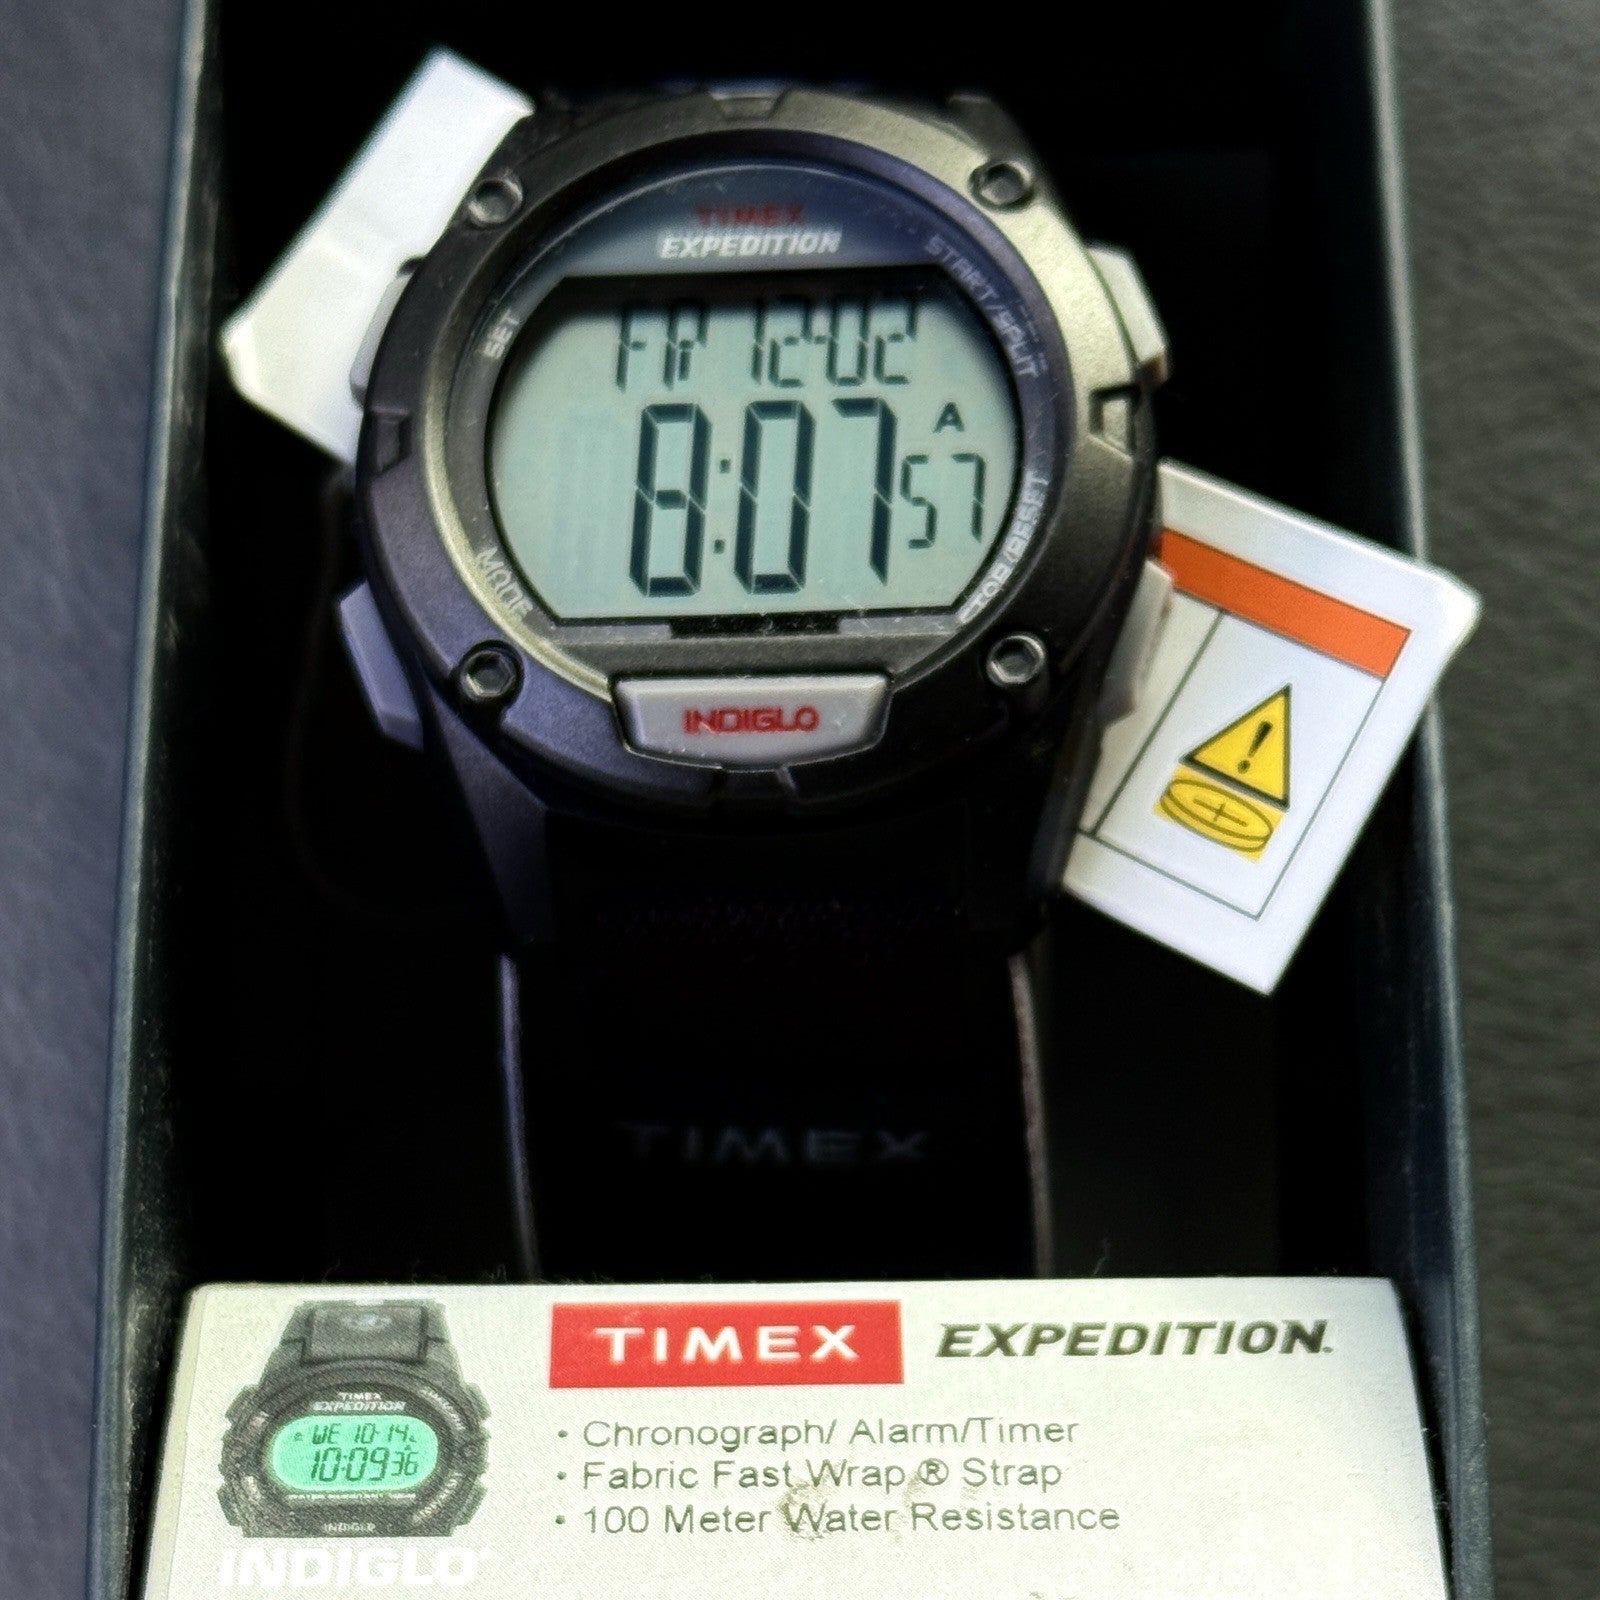 TIMEX
EXPEDITION
START/SPLIT
SET
FR 12-02
A
8:07 57
MODE
STOP/RESET
INDIGLO
TIMEX
TIMEX EXPEDITION.
• Chronograph/ Alarm/Timer
• Fabric Fast Wrap ® Strap
• 100 Meter Water Resistance
TIMEX
EXPEDITION
WE 10-14
10:09 36
INDIGLO
INDIGLO